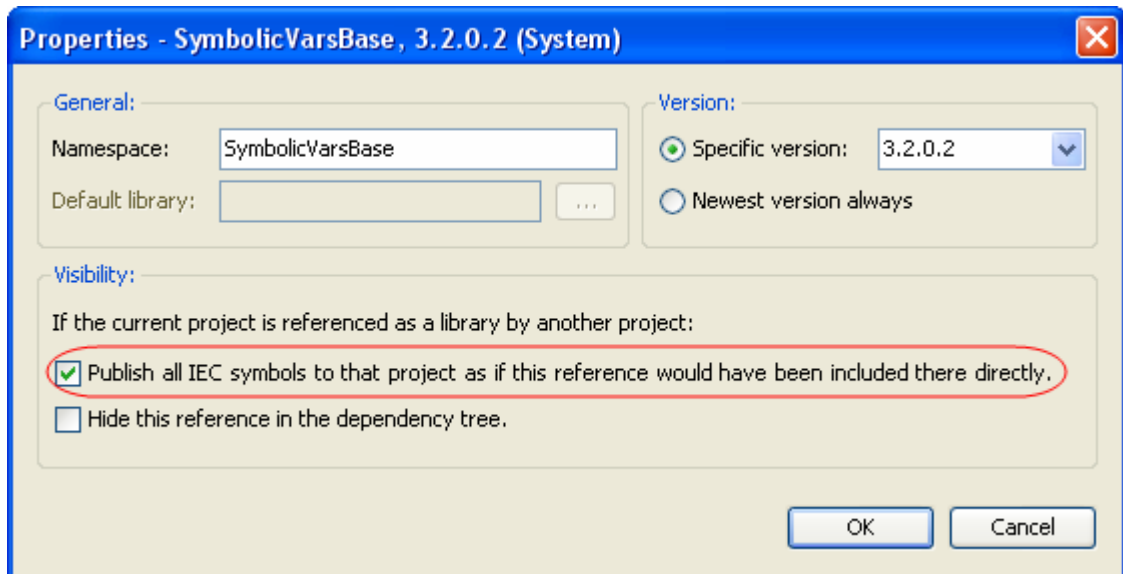 Properties - SymbolicVarsBase, 3.2.0.2 (System)
General:
Namespace: SymbolicVarsBase
Default library: ...
Version:
Specific version: 3.2.0.2
Newest version always
Visibility:
If the current project is referenced as a library by another project:
Publish all IEC symbols to that project as if this reference would have been included there directly.
Hide this reference in the dependency tree.
OK Cancel